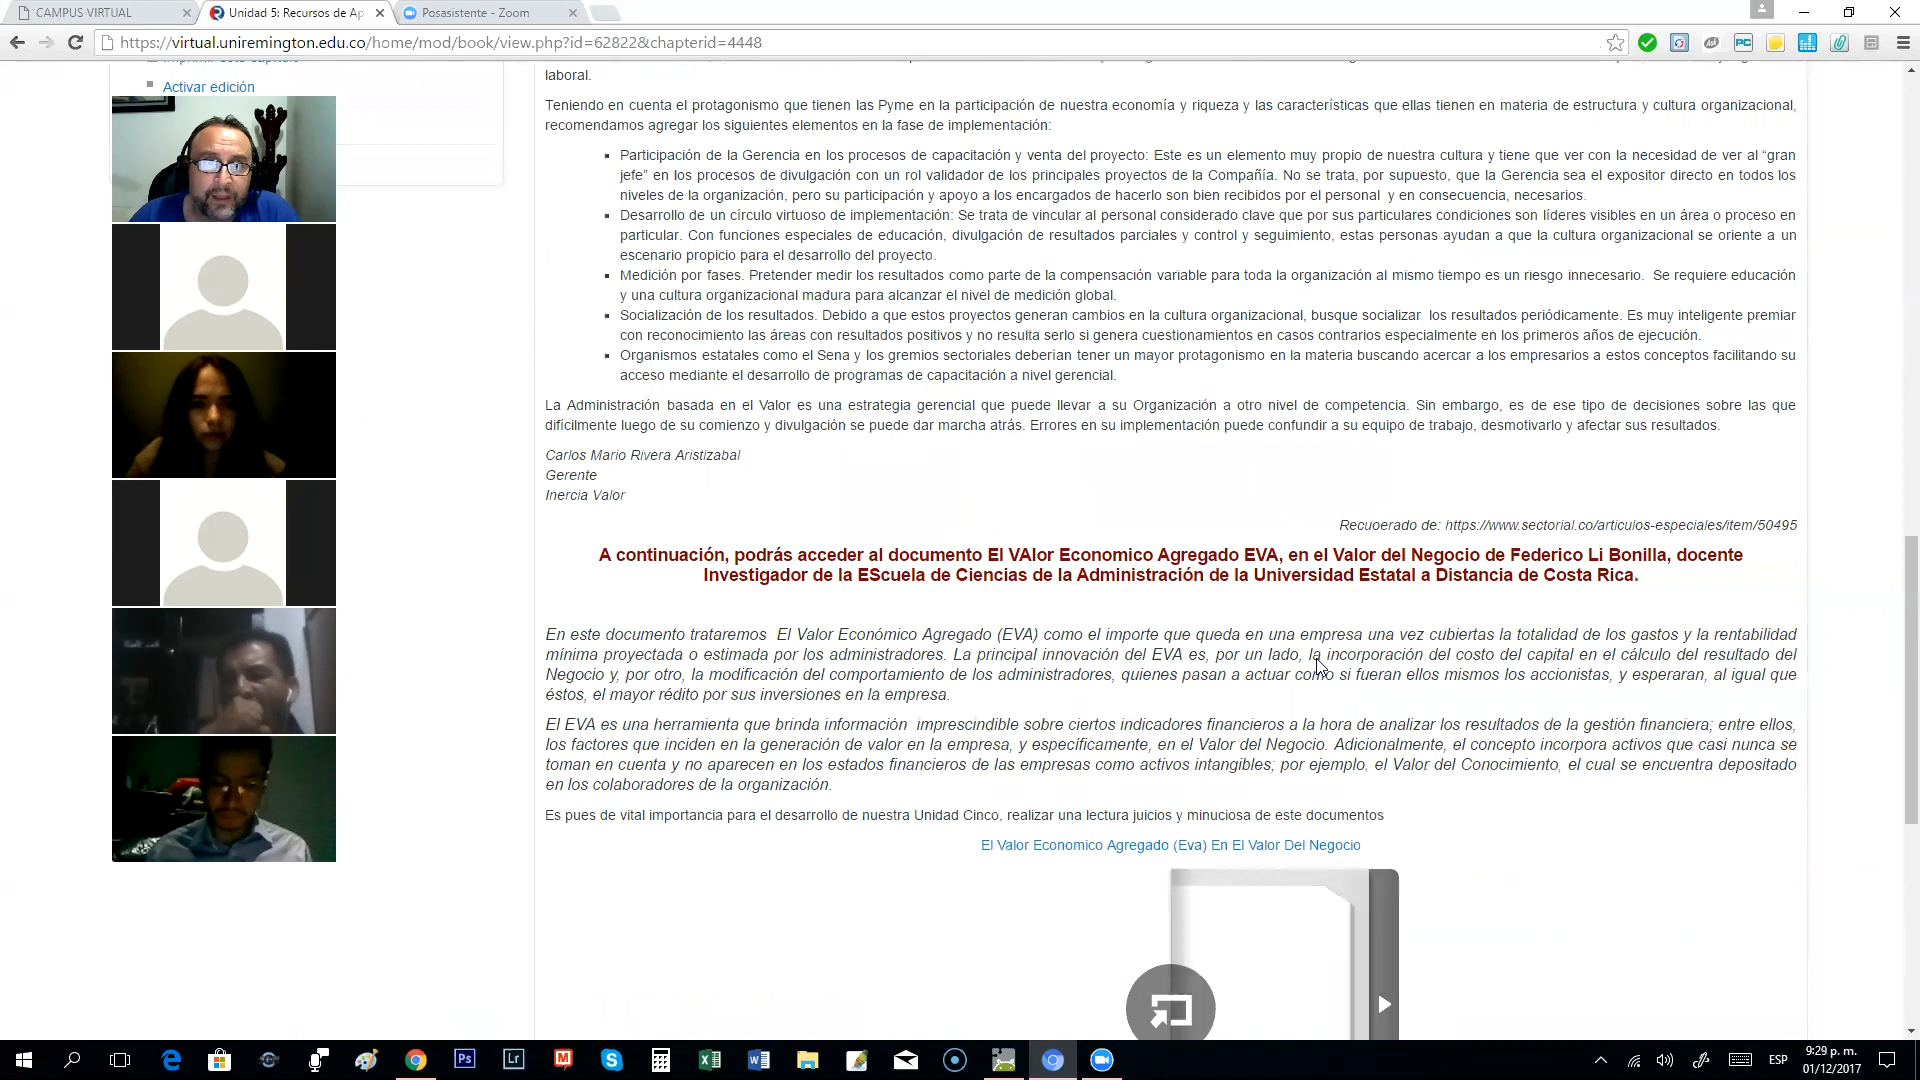 CAMPUS VIRTUAL
Unidad 5: Recursos de Ap
Posasistente - Zoom
https://virtual.uniremington.edu.co/home/mod/book/view.php?id=62822&chapterid=4448
Activar edición
laboral.
Teniendo en cuenta el protagonismo que tienen las Pyme en la participación de nuestra economía y riqueza y las características que ellas tienen en materia de estructura y cultura organizacional,
recomendamos agregar los siguientes elementos en la fase de implementación:
Participación de la Gerencia en los procesos de capacitación y venta del proyecto: Este es un elemento muy propio de nuestra cultura y tiene que ver con la necesidad de ver al “gran
jefe” en los procesos de divulgación con un rol validador de los principales proyectos de la Compañía. No se trata, por supuesto, que la Gerencia sea el expositor directo en todos los
niveles de la organización, pero su participación y apoyo a los encargados de hacerlo son bien recibidos por el personal y en consecuencia, necesarios.
Desarrollo de un círculo virtuoso de implementación: Se trata de vincular al personal considerado clave que por sus particulares condiciones son líderes visibles en un área o proceso en
particular. Con funciones especiales de educación, divulgación de resultados parciales y control y seguimiento, estas personas ayudan a que la cultura organizacional se oriente a un
escenario propicio para el desarrollo del proyecto.
Medición por fases. Pretender medir los resultados como parte de la compensación variable para toda la organización al mismo tiempo es un riesgo innecesario. Se requiere educación
y una cultura organizacional madura para alcanzar el nivel de medición global.
Socialización de los resultados. Debido a que estos proyectos generan cambios en la cultura organizacional, busque socializar los resultados periódicamente. Es muy inteligente premiar
con reconocimiento las áreas con resultados positivos y no resulta serlo si genera cuestionamientos en casos contrarios especialmente en los primeros años de ejecución.
Organismos estatales como el Sena y los gremios sectoriales deberían tener un mayor protagonismo en la materia buscando acercar a los empresarios a estos conceptos facilitando su
acceso mediante el desarrollo de programas de capacitación a nivel gerencial.
La Administración basada en el Valor es una estrategia gerencial que puede llevar a su Organización a otro nivel de competencia. Sin embargo, es de ese tipo de decisiones sobre las que
difícilmente luego de su comienzo y divulgación se puede dar marcha atrás. Errores en su implementación puede confundir a su equipo de trabajo, desmotivarlo y afectar sus resultados.
Carlos Mario Rivera Aristizabal
Gerente
Inercia Valor
Recuoerado de: https://www.sectorial.co/articulos-especiales/item/50495
A continuación, podrás acceder al documento El VAlor Economico Agregado EVA, en el Valor del Negocio de Federico Li Bonilla, docente
Investigador de la EScuela de Ciencias de la Administración de la Universidad Estatal a Distancia de Costa Rica.
En este documento trataremos El Valor Económico Agregado (EVA) como el importe que queda en una empresa una vez cubiertas la totalidad de los gastos y la rentabilidad
mínima proyectada o estimada por los administradores. La principal innovación del EVA es, por un lado, la incorporación del costo del capital en el cálculo del resultado del
Negocio y, por otro, la modificación del comportamiento de los administradores, quienes pasan a actuar como si fueran ellos mismos los accionistas, y esperaran, al igual que
éstos, el mayor rédito por sus inversiones en la empresa.
El EVA es una herramienta que brinda información imprescindible sobre ciertos indicadores financieros a la hora de analizar los resultados de la gestión financiera; entre ellos,
los factores que inciden en la generación de valor en la empresa, y específicamente, en el Valor del Negocio. Adicionalmente, el concepto incorpora activos que casi nunca se
toman en cuenta y no aparecen en los estados financieros de las empresas como activos intangibles; por ejemplo, el Valor del Conocimiento, el cual se encuentra depositado
en los colaboradores de la organización.
Es pues de vital importancia para el desarrollo de nuestra Unidad Cinco, realizar una lectura juicios y minuciosa de este documentos
El Valor Economico Agregado (Eva) En El Valor Del Negocio
ESP
9:29 p. m.
01/12/2017